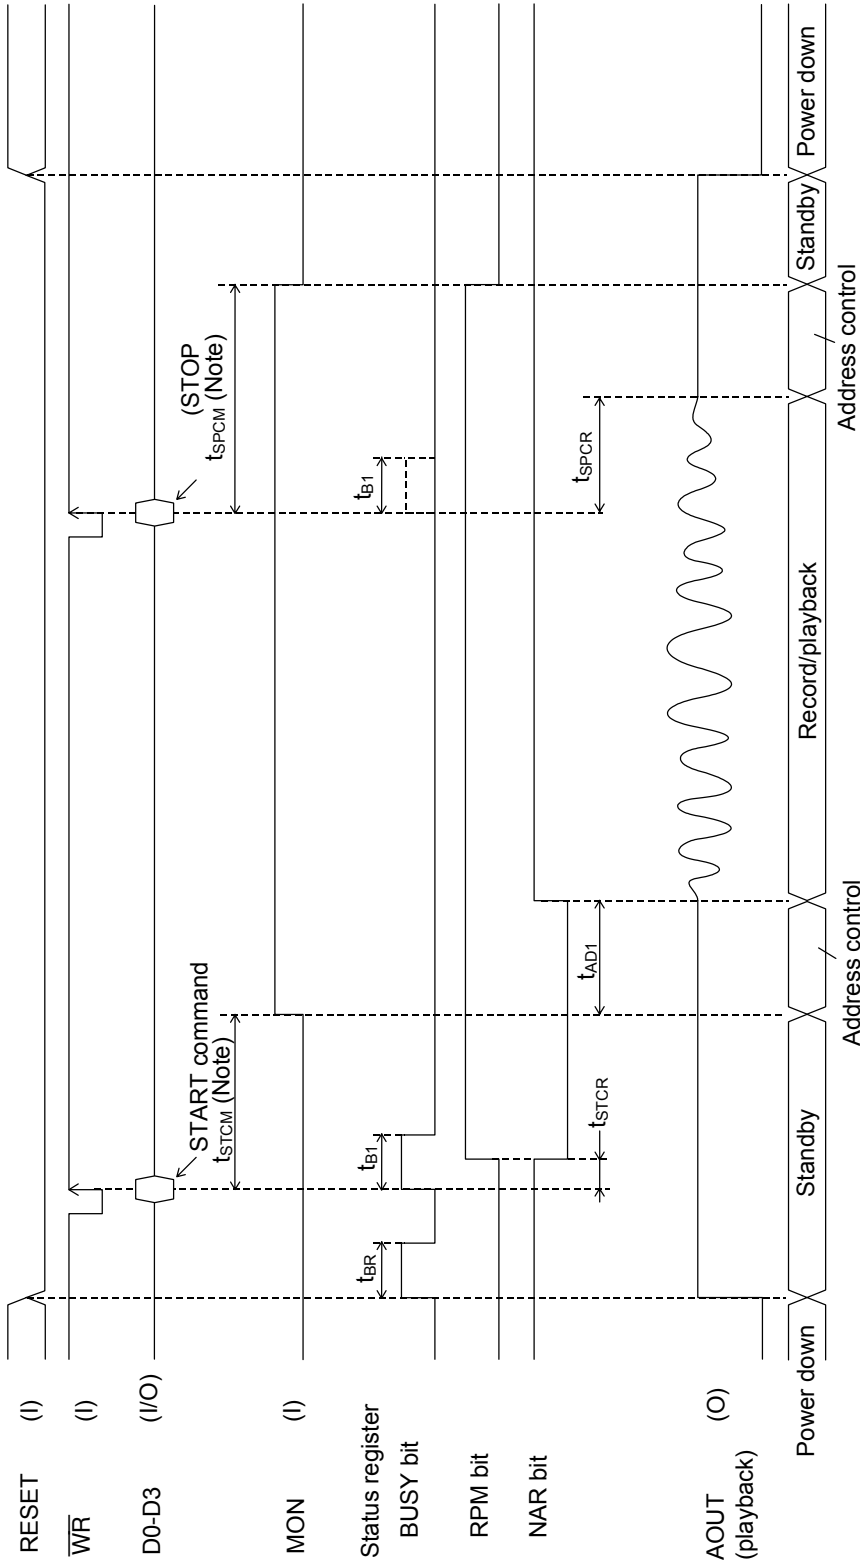 RESET (I)
WR (I)
D0-D3 (I/O)
MON (I)
Status register
BUSY bit
RPM bit
NAR bit
AOUT (O)
(playback)
START command
tSTCM (Note)
(STOP
tSPCM (Note)
tBR
tB1
tB1
tSTCR
tAD1
tSPCR
Power down
Standby
Address control
Record/playback
Address control
Standby
Power down